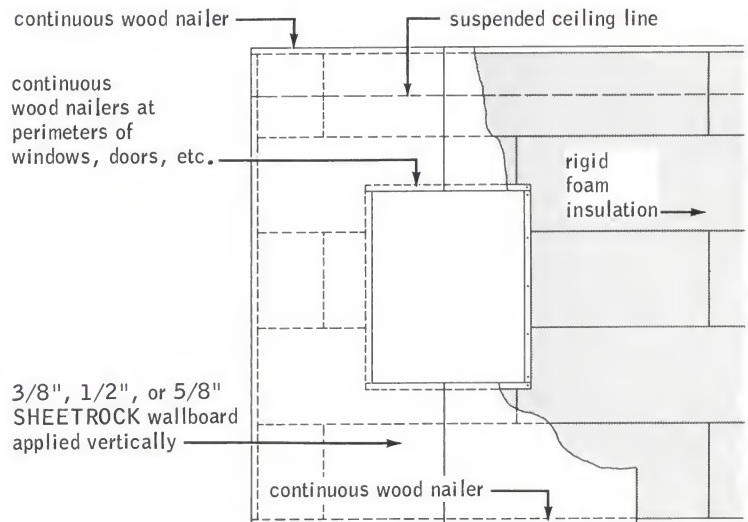 continuous wood nailer
suspended ceiling line
continuous
wood nailers at
perimeters of
windows, doors, etc.
rigid
foam
insulation
3/8", 1/2", or 5/8"
SHEETROCK wallboard
applied vertically
continuous wood nailer